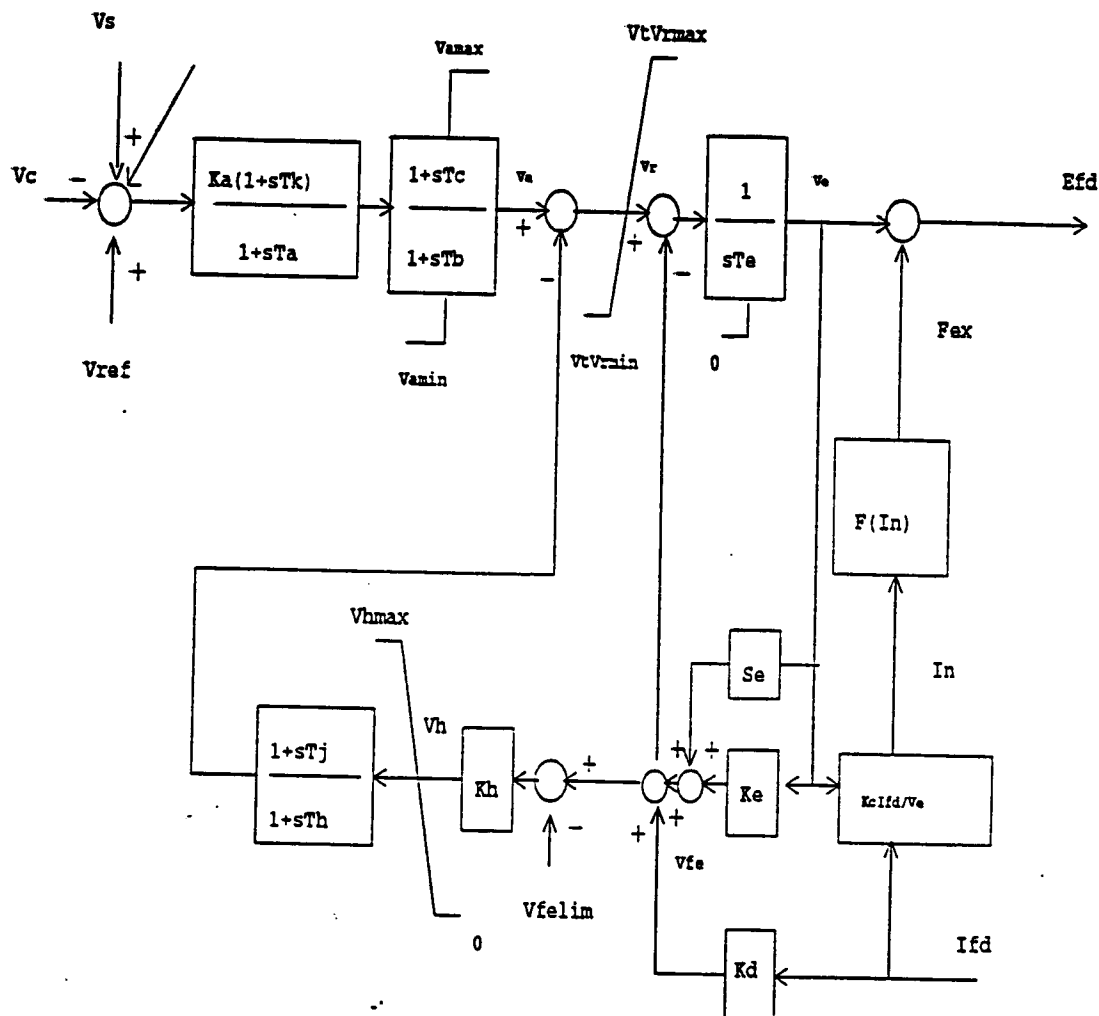 Vs
VtVrmax
Vamax
+
Vc
-
Ka(1+sTk)
1+sTa
1+sTc
1+sTb
Va
+
-
Vr
+
-
1
sTe
Ve
Efd
+
Vref
Vamin
VtVrmin
0
Fex
F(In)
Vhmax
Se
In
1+sTj
1+sTh
Vh
Kh
+
+
+
Ke
KcIfd/Ve
-
+
+
Vfe
Vfelim
0
Kd
Ifd